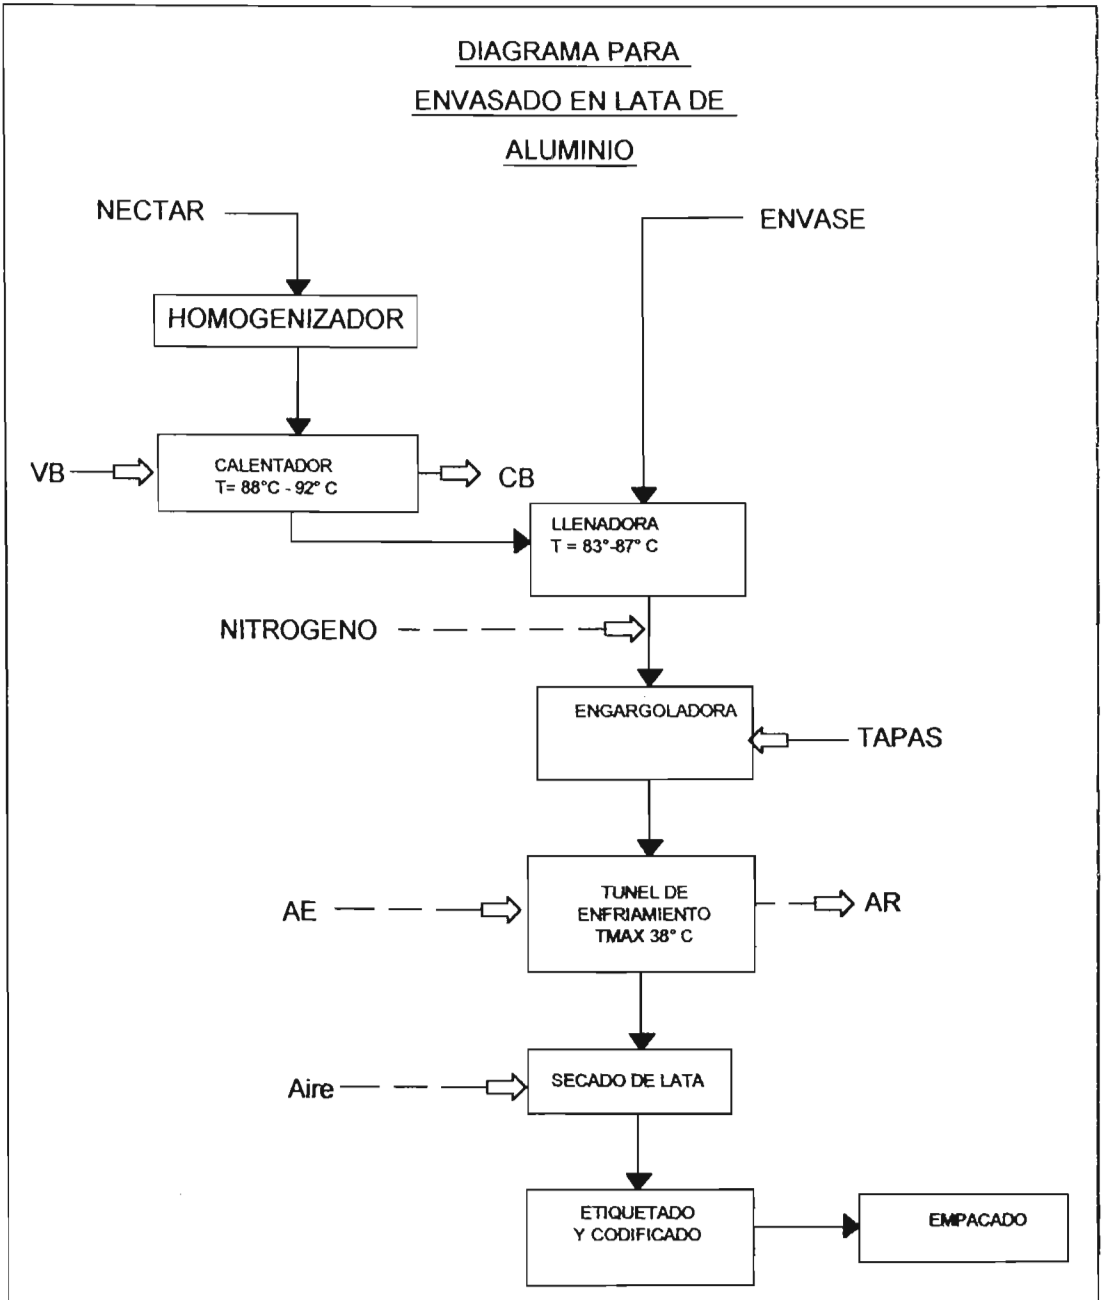 DIAGRAMA PARA
ENVASADO EN LATA DE
ALUMINIO
NECTAR
ENVASE
HOMOGENIZADOR
VB
CALENTADOR
T= 88°C - 92° C
CB
LLENADORA
T = 83°-87° C
NITROGENO
ENGARGOLADORA
TAPAS
AE
TUNEL DE
ENFRIAMIENTO
TMAX 38° C
AR
Aire
SECADO DE LATA
ETIQUETADO
Y CODIFICADO
EMPACADO